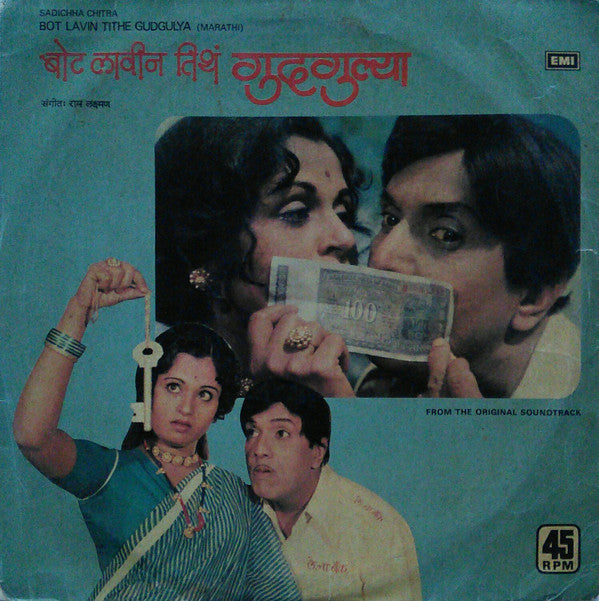 SADICHHA CHITRA
BOT LAVIN TITHE GUDGULYA (MARATHI)
बोट लावीन तिथं गुदगुल्या
EMI
संगीत: राम लक्ष्मण
100
FROM THE ORIGINAL SOUNDTRACK
45
RPM